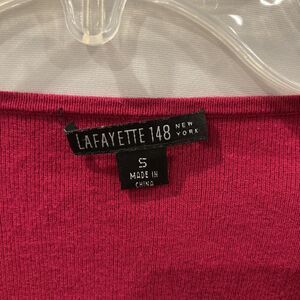 LAFAYETTE 148 NEW YORK
S
MADE IN
CHINA